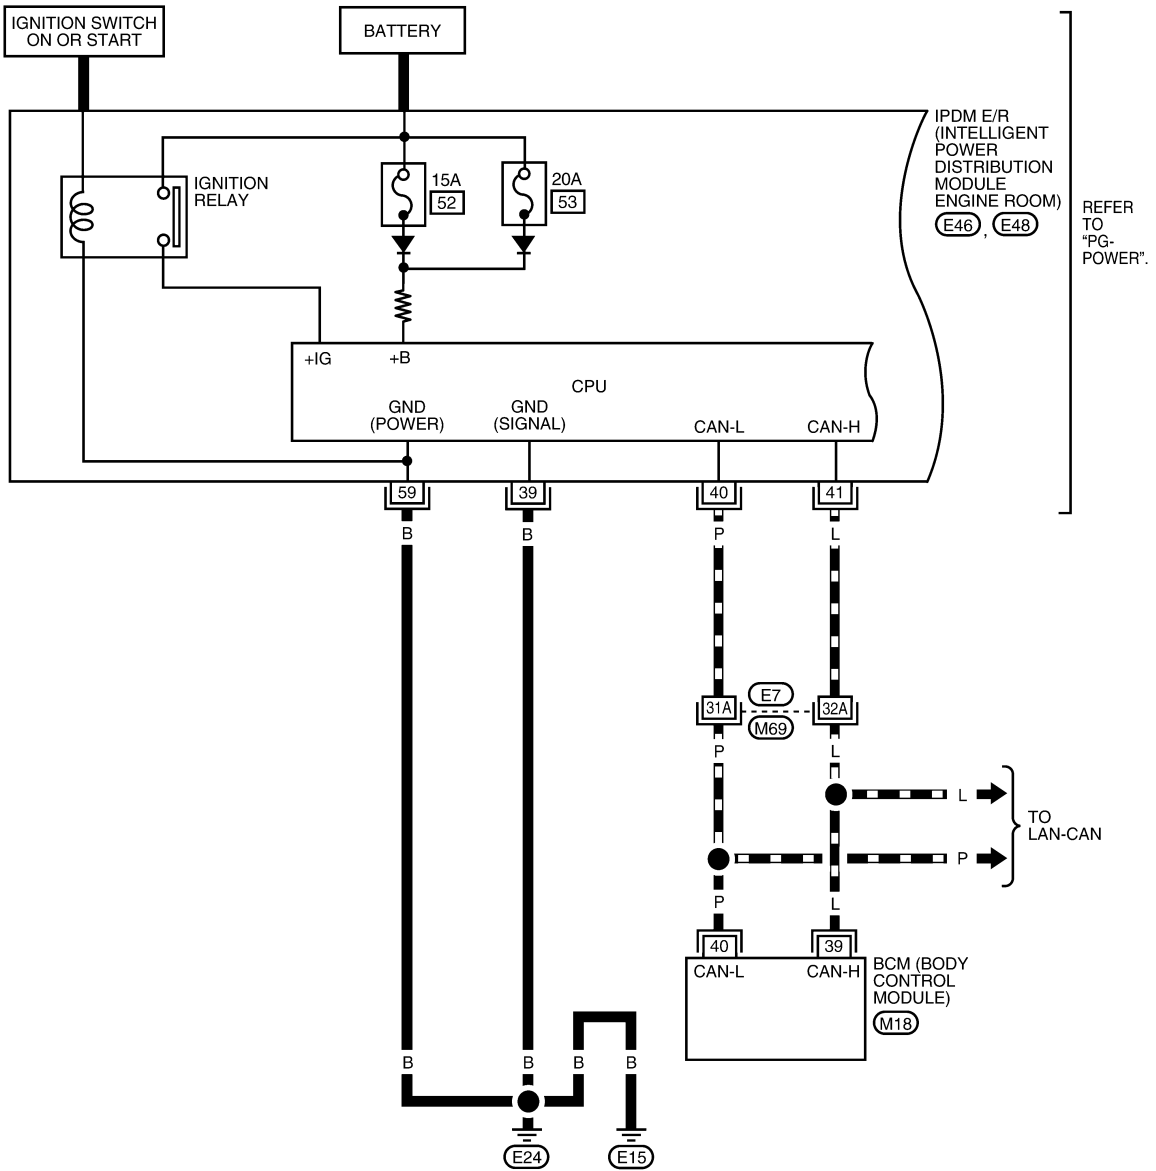 IGNITION SWITCH
ON OR START
BATTERY
IPDM E/R
(INTELLIGENT
POWER
DISTRIBUTION
MODULE
ENGINE ROOM)
E46 , E48
REFER
TO
“PG-
POWER”.
IGNITION
RELAY
15A
52
20A
53
+IG
+B
CPU
GND
(POWER)
GND
(SIGNAL)
CAN-L
CAN-H
59
39
40
41
B
B
P
L
31A
E7
M69
32A
P
L
L
P
TO
LAN-CAN
P
L
40
39
CAN-L
CAN-H
BCM (BODY
CONTROL
MODULE)
M18
B
B
B
B
E24
E15